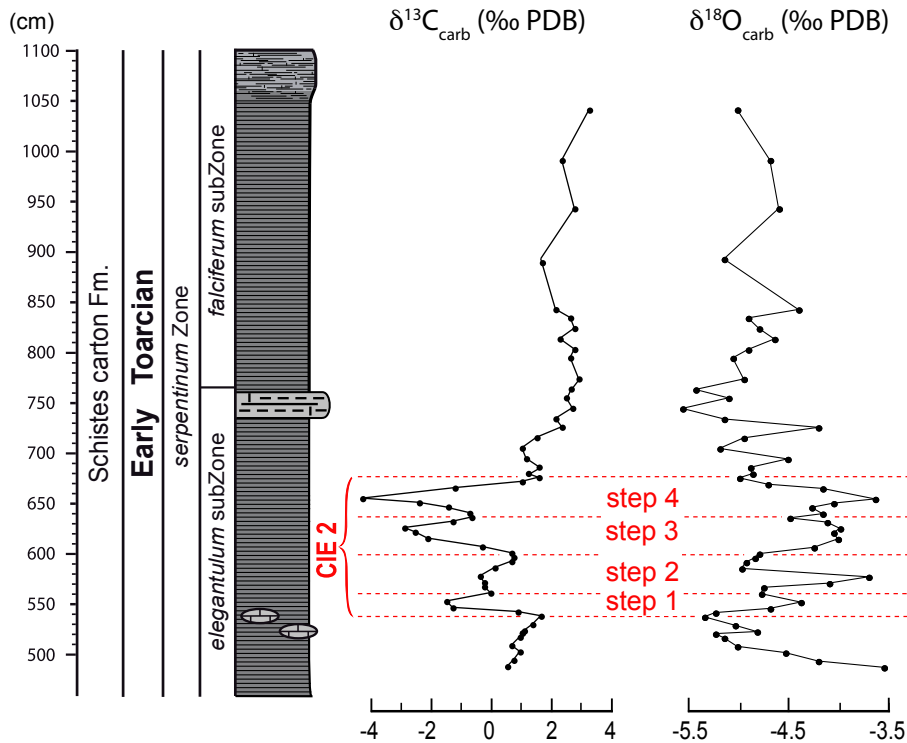 (cm)
δ¹³C_carb (‰ PDB)
δ¹⁸O_carb (‰ PDB)
1100
1050
1000
950
900
850
800
750
700
650
600
550
500
Schistes carton Fm.
Early Toarcian
serpentinum Zone
falciferum subZone
elegantulum subZone
CIE 2
step 4
step 3
step 2
step 1
-4 -2 0 2 4
-5.5 -4.5 -3.5